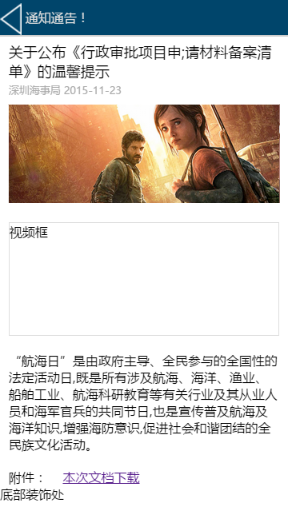 通知通告！
关于公布《行政审批项目申;请材料备案清
单》的温馨提示
深圳海事局 2015-11-23
视频框
“航海日”是由政府主导、全民参与的全国性的
法定活动日,既是所有涉及航海、海洋、渔业、
船舶工业、航海科研教育等有关行业及其从业人
员和海军官兵的共同节日,也是宣传普及航海及
海洋知识,增强海防意识,促进社会和谐团结的全
民族文化活动。
附件： 本次文档下载
底部装饰处